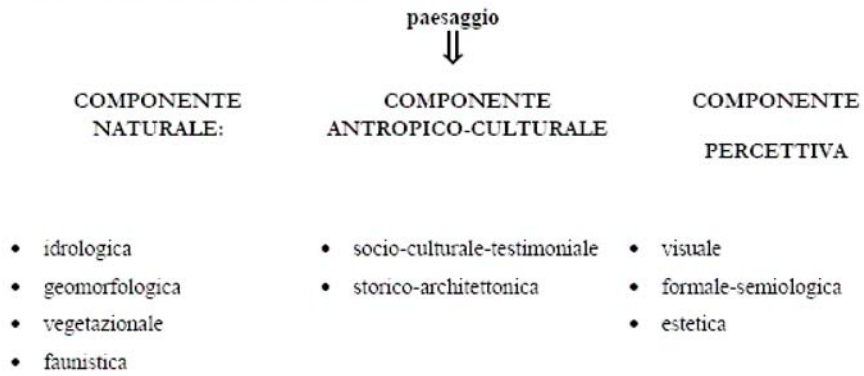 paesaggio
COMPONENTE
NATURALE:
COMPONENTE
ANTROPICO-CULTURALE
COMPONENTE
PERCETTIVA
• idrologica
• geomorfologica
• vegetazionale
• faunistica
• socio-culturale-testimoniale
• storico-architettonica
• visuale
• formale-semiologica
• estetica